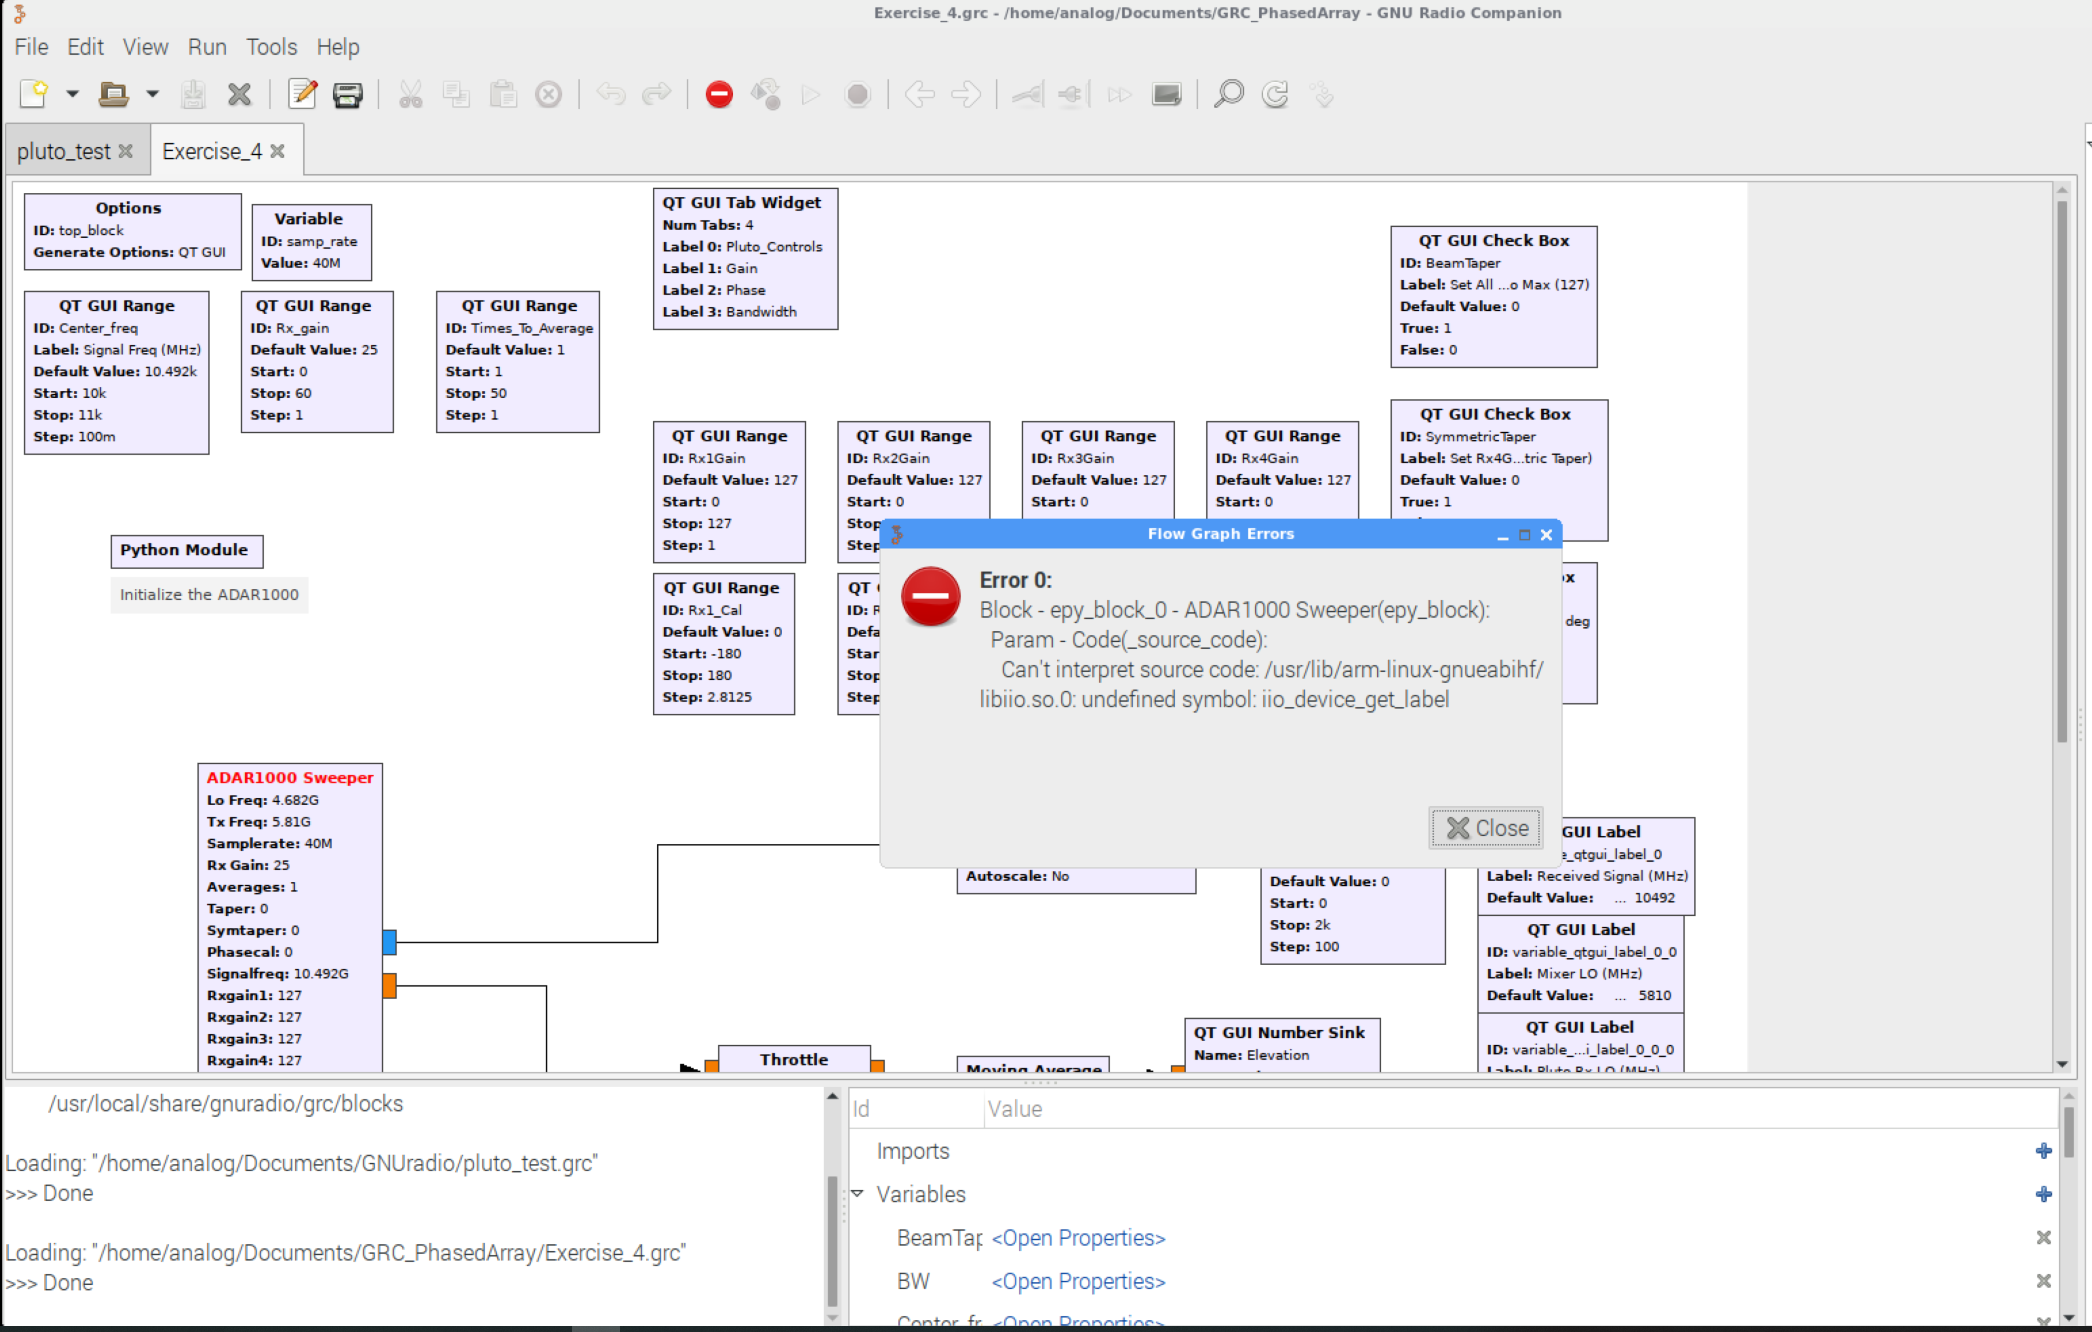 Exercise_4.grc - /home/analog/Documents/GRC_PhasedArray - GNU Radio Companion
File Edit View Run Tools Help
pluto_test Exercise_4
Options
ID: top_block
Generate Options: QT GUI
Variable
ID: samp_rate
Value: 40M
QT GUI Tab Widget
Num Tabs: 4
Label 0: Pluto_Controls
Label 1: Gain
Label 2: Phase
Label 3: Bandwidth
QT GUI Check Box
ID: BeamTaper
Label: Set All ...o Max (127)
Default Value: 0
True: 1
False: 0
QT GUI Range
ID: Center_freq
Label: Signal Freq (MHz)
Default Value: 10.492k
Start: 10k
Stop: 11k
Step: 100m
QT GUI Range
ID: Rx_gain
Default Value: 25
Start: 0
Stop: 60
Step: 1
QT GUI Range
ID: Times_To_Average
Default Value: 1
Start: 1
Stop: 50
Step: 1
QT GUI Range
ID: Rx1Gain
Default Value: 127
Start: 0
Stop: 127
Step: 1
QT GUI Range
ID: Rx2Gain
Default Value: 127
Start: 0
Stop
Step
QT GUI Range
ID: Rx3Gain
Default Value: 127
Start: 0
QT GUI Range
ID: Rx4Gain
Default Value: 127
Start: 0
QT GUI Check Box
ID: SymmetricTaper
Label: Set Rx4G...tric Taper)
Default Value: 0
True: 1
Python Module
Initialize the ADAR1000
QT GUI Range
ID: Rx1_Cal
Default Value: 0
Start: -180
Stop: 180
Step: 2.8125
QT
ID: R
Defa
Star
Stop
Step
x
deg
Flow Graph Errors
Error 0:
Block - epy_block_0 - ADAR1000 Sweeper(epy_block):
Param - Code(_source_code):
Can't interpret source code: /usr/lib/arm-linux-gnueabihf/
libiio.so.0: undefined symbol: iio_device_get_label
Close
ADAR1000 Sweeper
Lo Freq: 4.682G
Tx Freq: 5.81G
Samplerate: 40M
Rx Gain: 25
Averages: 1
Taper: 0
Symtaper: 0
Phasecal: 0
Signalfreq: 10.492G
Rxgain1: 127
Rxgain2: 127
Rxgain3: 127
Rxgain4: 127
Autoscale: No
Default Value: 0
Start: 0
Stop: 2k
Step: 100
GUI Label
e_qtgui_label_0
Label: Received Signal (MHz)
Default Value: ... 10492
QT GUI Label
ID: variable_qtgui_label_0_0
Label: Mixer LO (MHz)
Default Value: ... 5810
QT GUI Label
ID: variable_...i_label_0_0_0
Label: Pluto Rx LO (MHz)
Throttle
Moving Average
QT GUI Number Sink
Name: Elevation
/usr/local/share/gnuradio/grc/blocks
Loading: "/home/analog/Documents/GNUradio/pluto_test.grc"
>>> Done
Loading: "/home/analog/Documents/GRC_PhasedArray/Exercise_4.grc"
>>> Done
Id Value
Imports
Variables
BeamTap <Open Properties>
BW <Open Properties>
Center_fr <Open Properties>